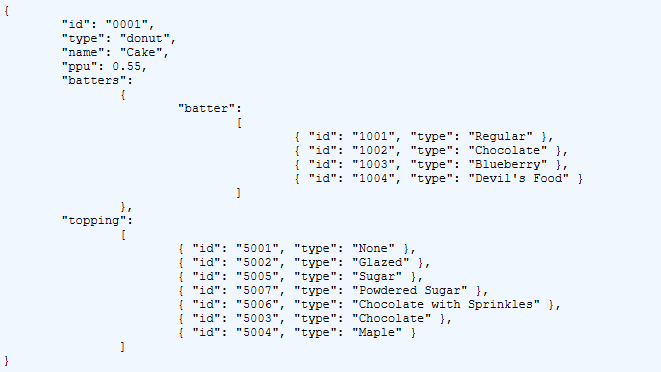 {
"id": "0001",
"type": "donut",
"name": "Cake",
"ppu": 0.55,
"batters":
{
"batter":
[
{ "id": "1001", "type": "Regular" },
{ "id": "1002", "type": "Chocolate" },
{ "id": "1003", "type": "Blueberry" },
{ "id": "1004", "type": "Devil's Food" }
]
},
"topping":
[
{ "id": "5001", "type": "None" },
{ "id": "5002", "type": "Glazed" },
{ "id": "5005", "type": "Sugar" },
{ "id": "5007", "type": "Powdered Sugar" },
{ "id": "5006", "type": "Chocolate with Sprinkles" },
{ "id": "5003", "type": "Chocolate" },
{ "id": "5004", "type": "Maple" }
]
}